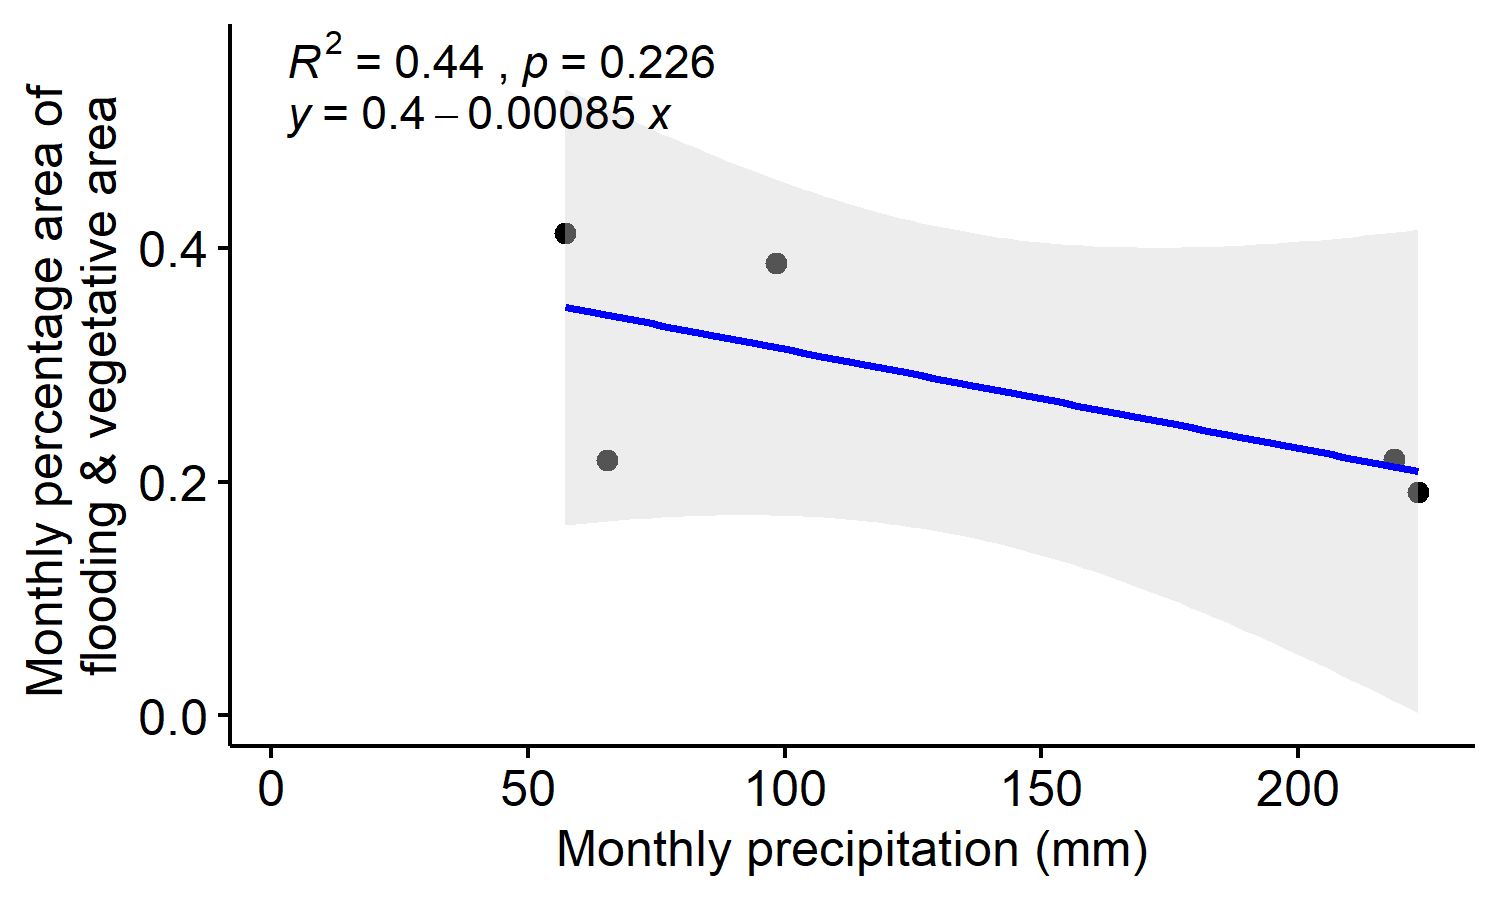 R² = 0.44 , p = 0.226
y = 0.4 – 0.00085 x
Monthly percentage area of
flooding & vegetative area
0.4
0.2
0.0
0 50 100 150 200
Monthly precipitation (mm)